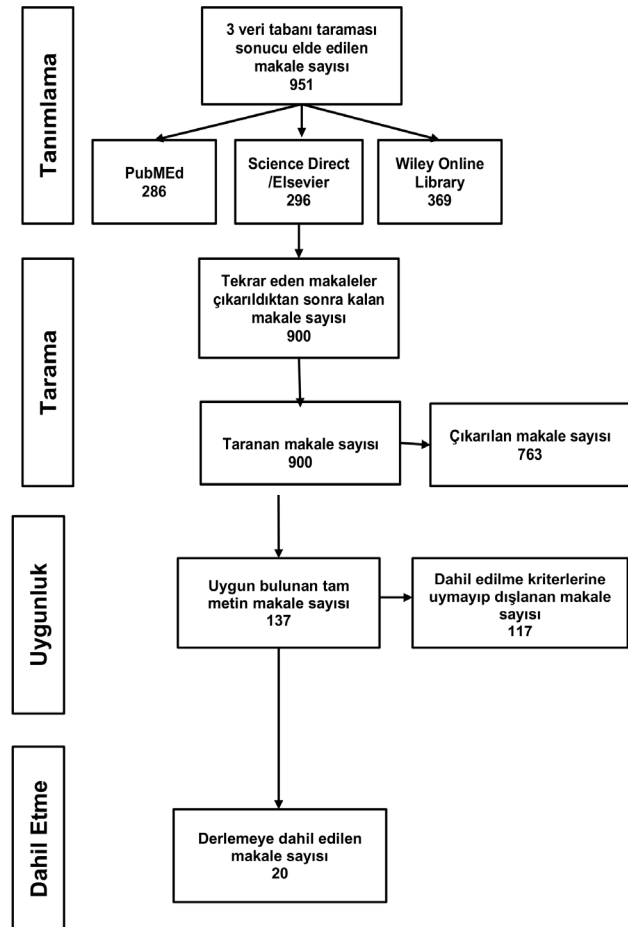 Tanımlama
3 veri tabanı taraması
sonucu elde edilen
makale sayısı
951
PubMEd
286
Science Direct
/Elsevier
296
Wiley Online
Library
369
Tarama
Tekrar eden makaleler
çıkarıldıktan sonra kalan
makale sayısı
900
Taranan makale sayısı
900
Çıkarılan makale sayısı
763
Uygunluk
Uygun bulunan tam
metin makale sayısı
137
Dahil edilme kriterlerine
uymayıp dışlanan makale
sayısı
117
Dahil Etme
Derlemeye dahil edilen
makale sayısı
20